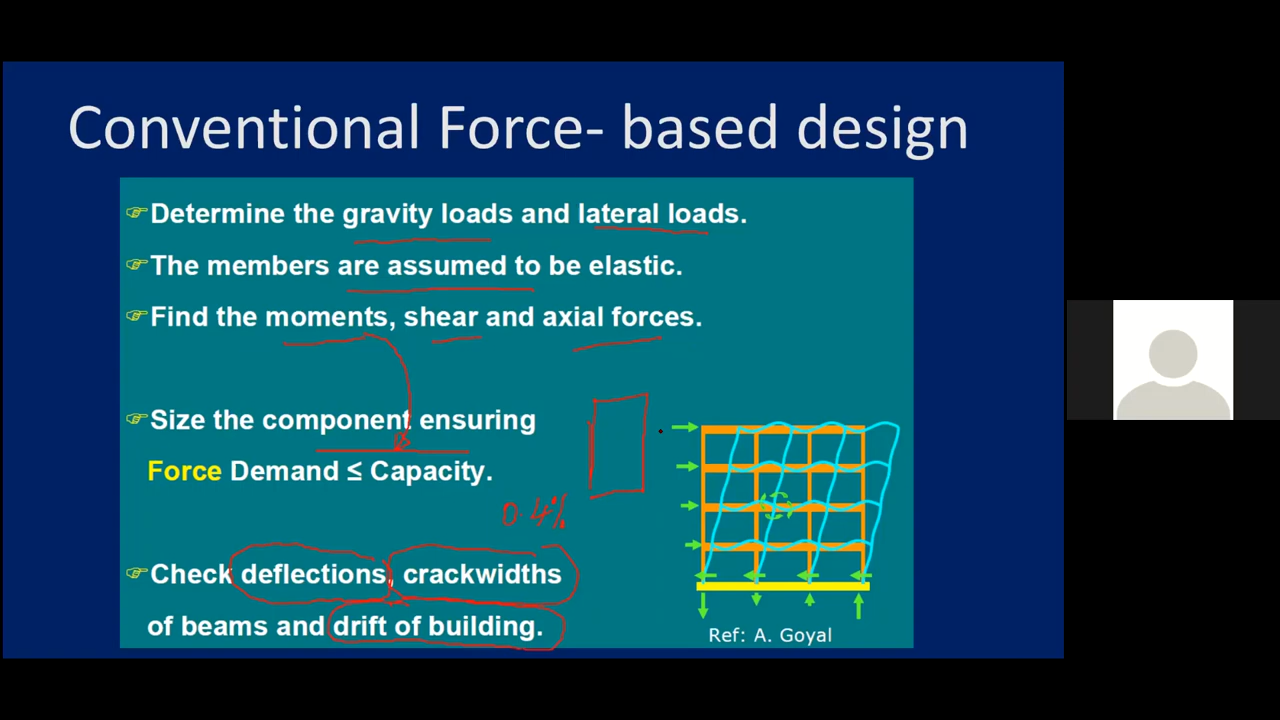 Conventional Force- based design
Determine the gravity loads and lateral loads.
The members are assumed to be elastic.
Find the moments, shear and axial forces.
Size the component ensuring
Force Demand ≤ Capacity.
0.4%
Check deflections, crackwidths
of beams and drift of building.
Ref: A. Goyal